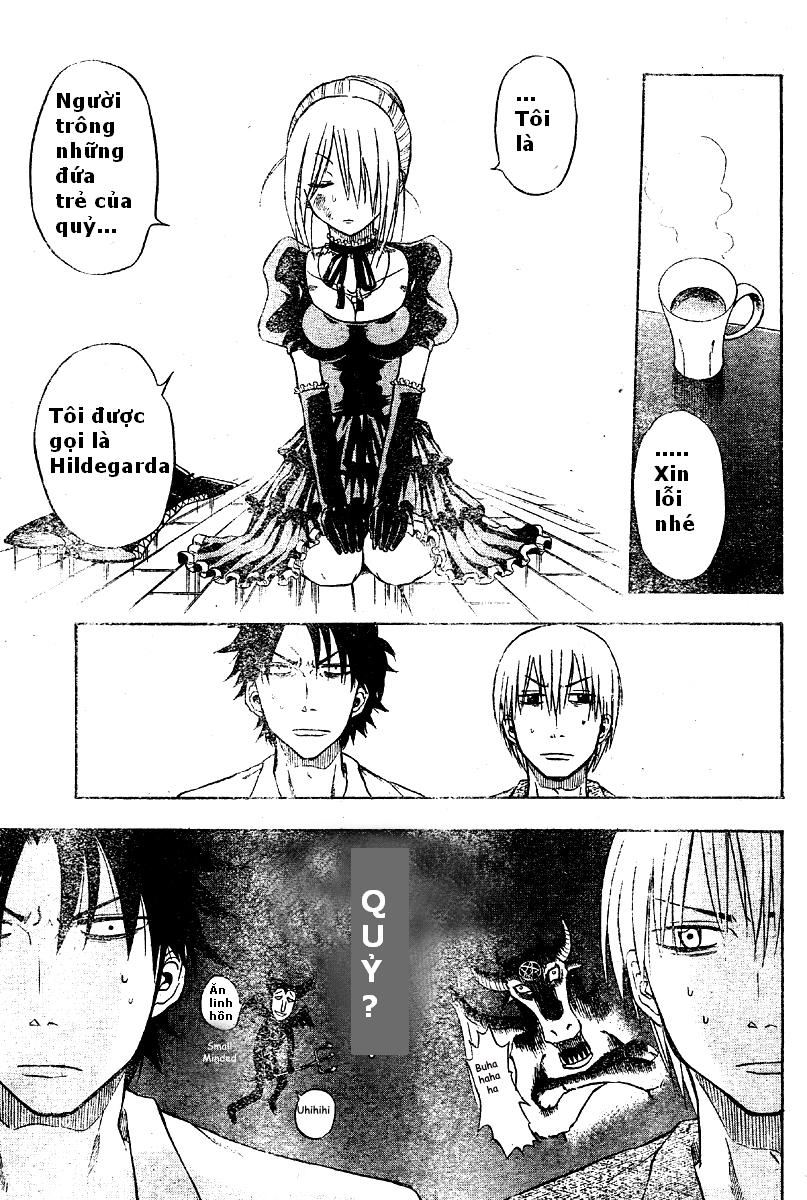 .....
Xin
lỗi
nhé
...
Tôi
là
Người
trông
những
đứa
trẻ của
quỷ...
Tôi được
gọi là
Hildegarda
QUỶ?
Buha
haha
ha
Ăn
linh
hồn
Small
Minded
Uhihihi